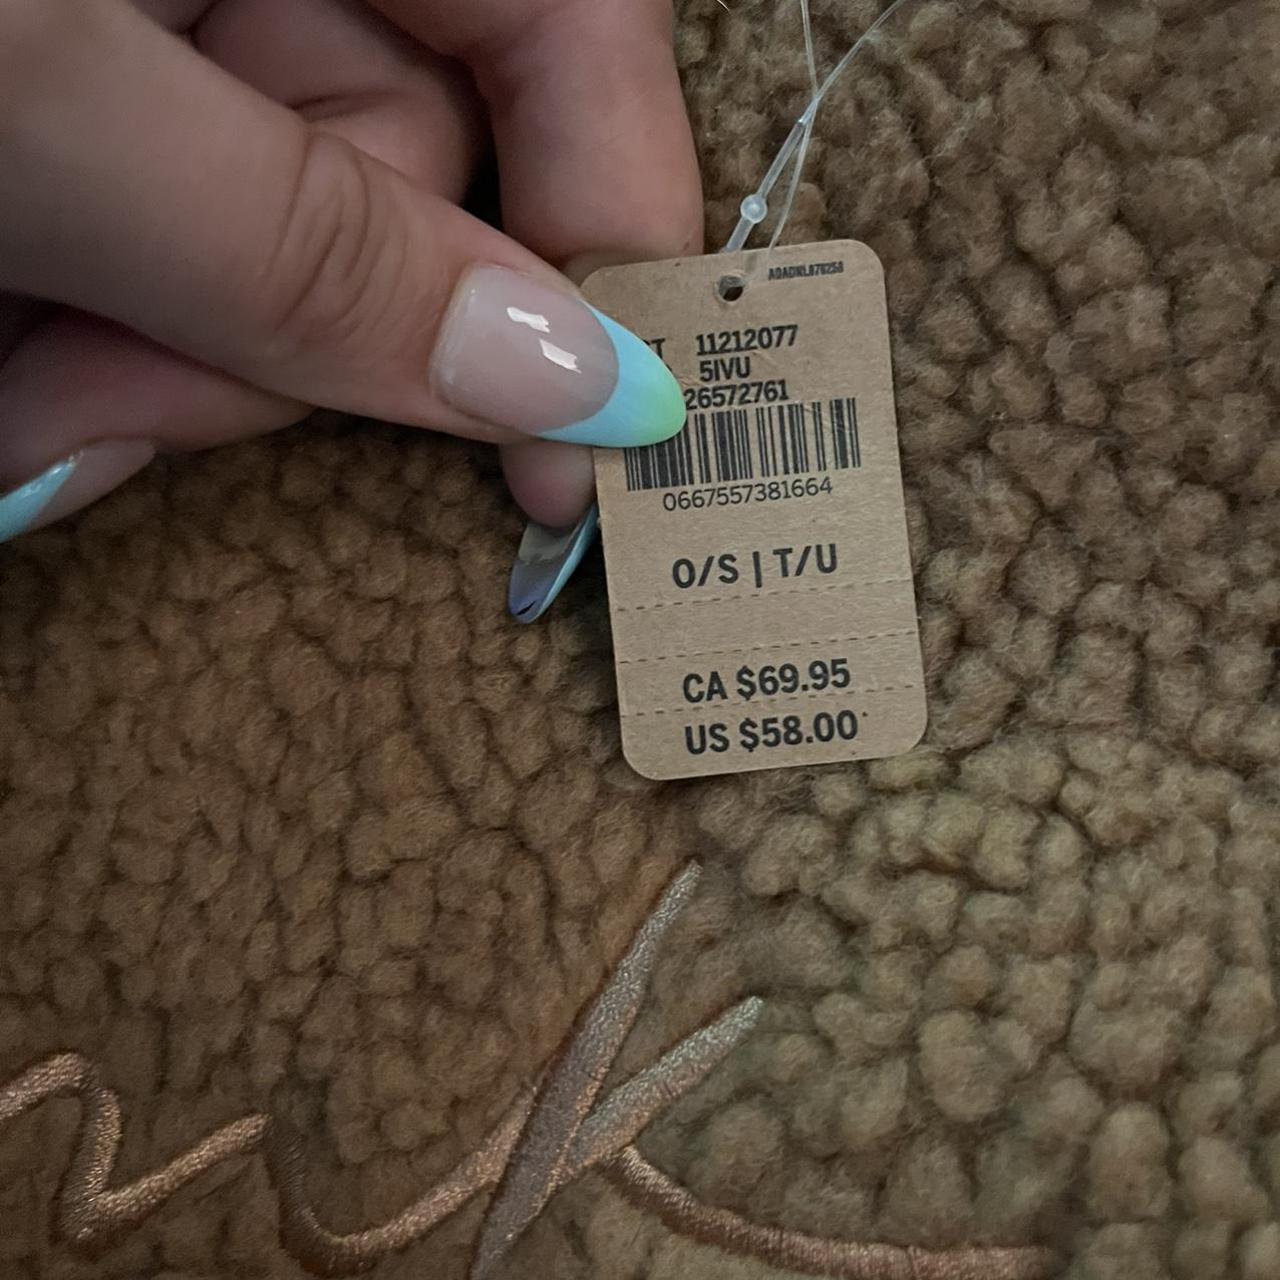 11212077
5IVU
26572761
0667557381664
O/S | T/U
CA $69.95
US $58.00